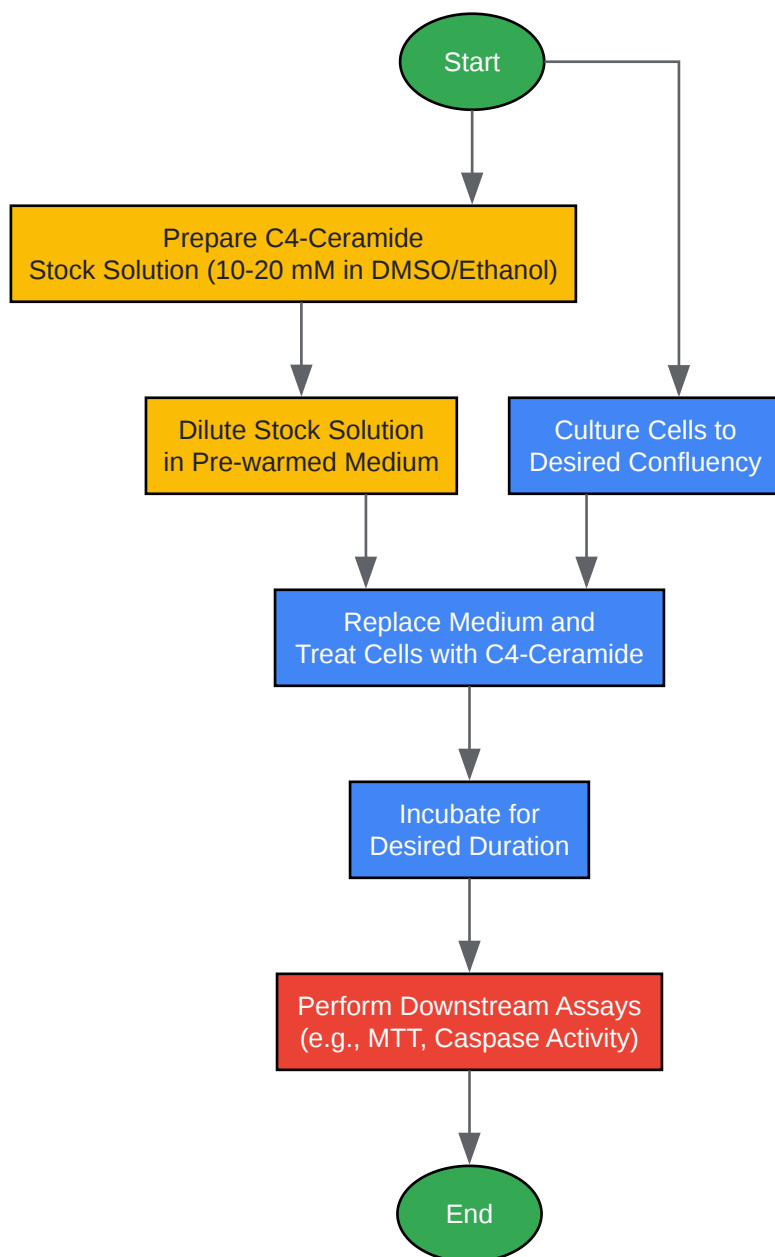 Start
Prepare C4-Ceramide
Stock Solution (10-20 mM in DMSO/Ethanol)
Dilute Stock Solution
in Pre-warmed Medium
Culture Cells to
Desired Confluency
Replace Medium and
Treat Cells with C4-Ceramide
Incubate for
Desired Duration
Perform Downstream Assays
(e.g., MTT, Caspase Activity)
End